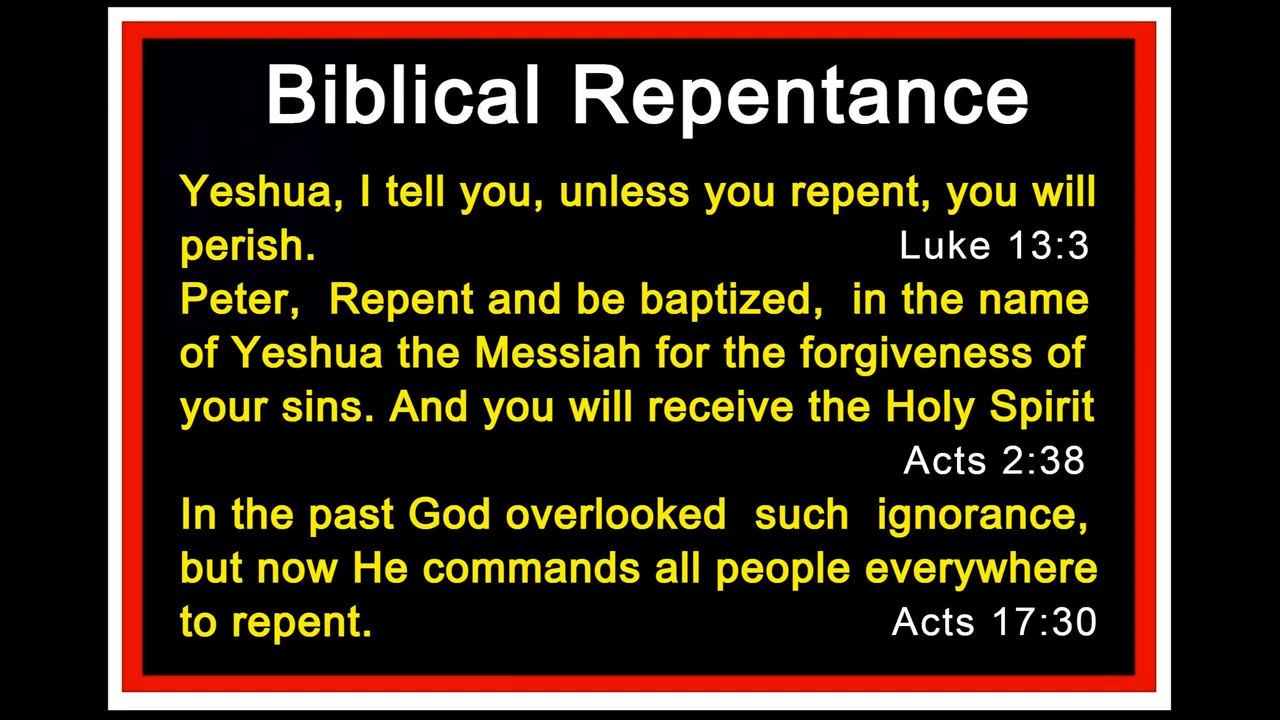 Biblical Repentance
Yeshua, I tell you, unless you repent, you will
perish. Luke 13:3
Peter, Repent and be baptized, in the name
of Yeshua the Messiah for the forgiveness of
your sins. And you will receive the Holy Spirit
Acts 2:38
In the past God overlooked such ignorance,
but now He commands all people everywhere
to repent. Acts 17:30